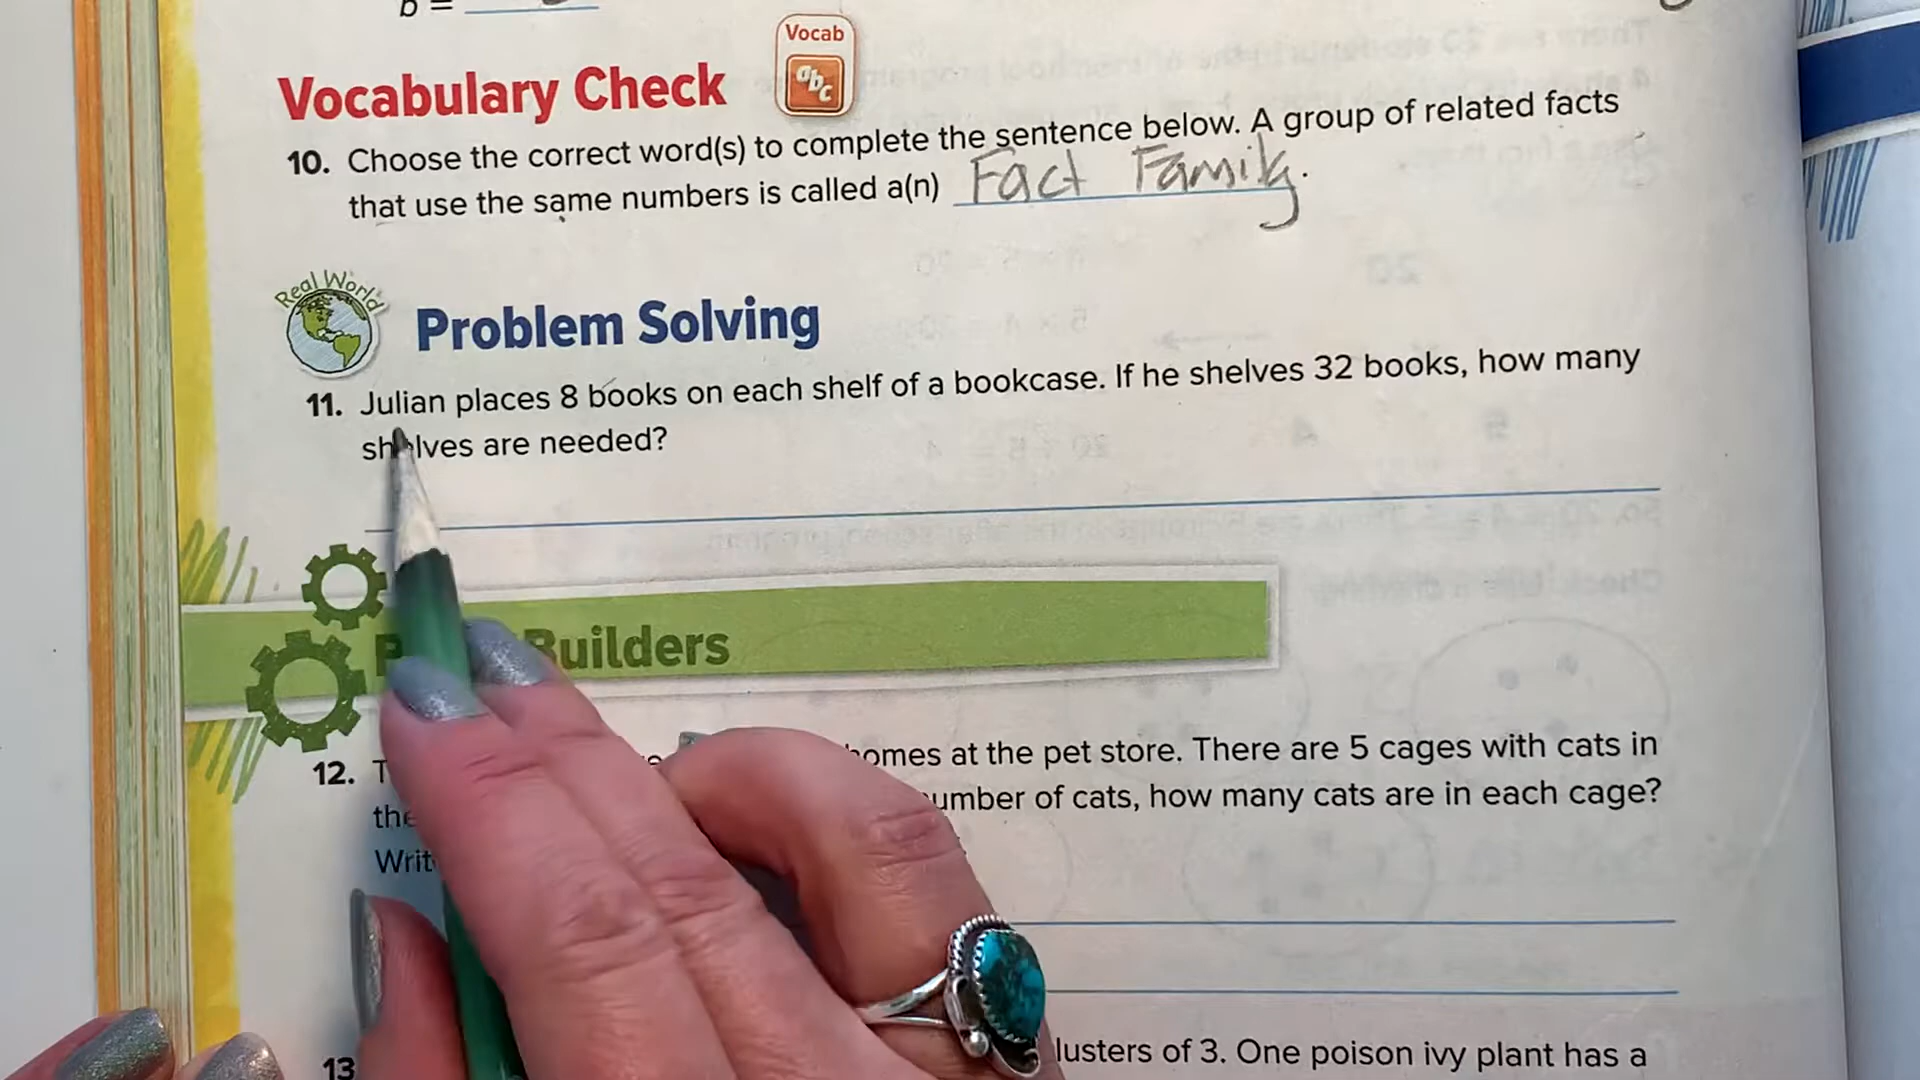 b =
Vocab
abc
Vocabulary Check
10. Choose the correct word(s) to complete the sentence below. A group of related facts
that use the same numbers is called a(n) Fact Family.
Real World
Problem Solving
11. Julian places 8 books on each shelf of a bookcase. If he shelves 32 books, how many
shelves are needed?
Builders
12. homes at the pet store. There are 5 cages with cats in
number of cats, how many cats are in each cage?
13 One poison ivy plant has a
of 3.